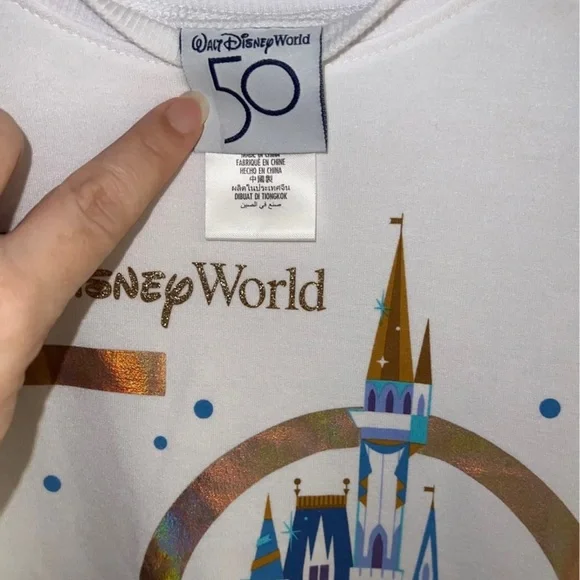 WALT DISNEY World
50
MADE IN CHINA
FABRIQUÉ EN CHINE
HECHO EN CHINA
中國製
ผลิตในประเทศจีน
DIBUAT DI TIONGKOK
صنع في الصين
DISNEY World